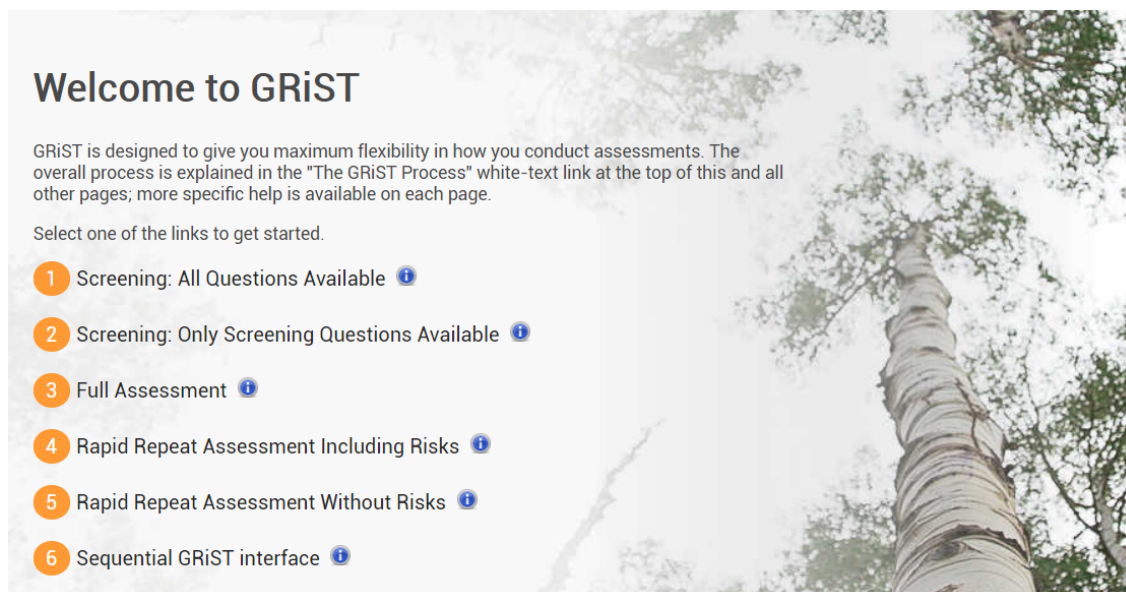 Welcome to GRiST
GRiST is designed to give you maximum flexibility in how you conduct assessments. The
overall process is explained in the "The GRiST Process" white-text link at the top of this and all
other pages; more specific help is available on each page.
Select one of the links to get started.
1 Screening: All Questions Available i
2 Screening: Only Screening Questions Available i
3 Full Assessment i
4 Rapid Repeat Assessment Including Risks i
5 Rapid Repeat Assessment Without Risks i
6 Sequential GRiST interface i